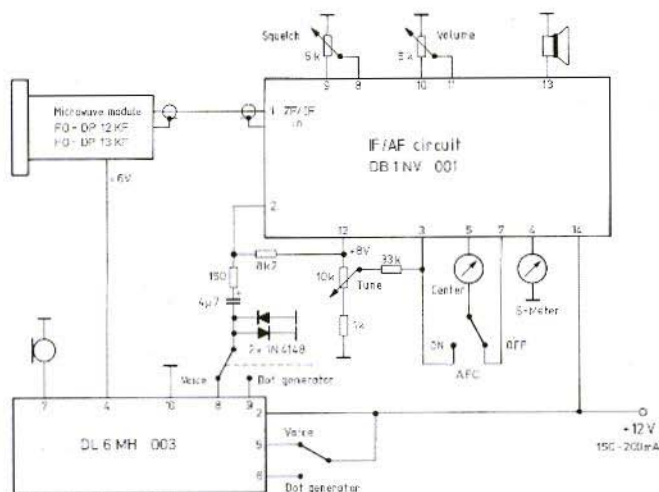 Squelch
5k
Volume
5k
9
8
10
11
13
Microwave module
FO-DP 12 KF
FO-DP 13 KF
1
ZF/IF
in
IF/AF circuit
DB 1 NV 001
+6V
2
12
3
5
7
4
14
8k2
+8V
150
33k
10k
Tune
Center
4µ7
1k
S-Meter
2x 1N4148
ON
OFF
AFC
Voice
Dot generator
7
4
10
8
9
2
DL 6 MH 003
Voice
5
+12 V
150-200mA
6
Dot generator